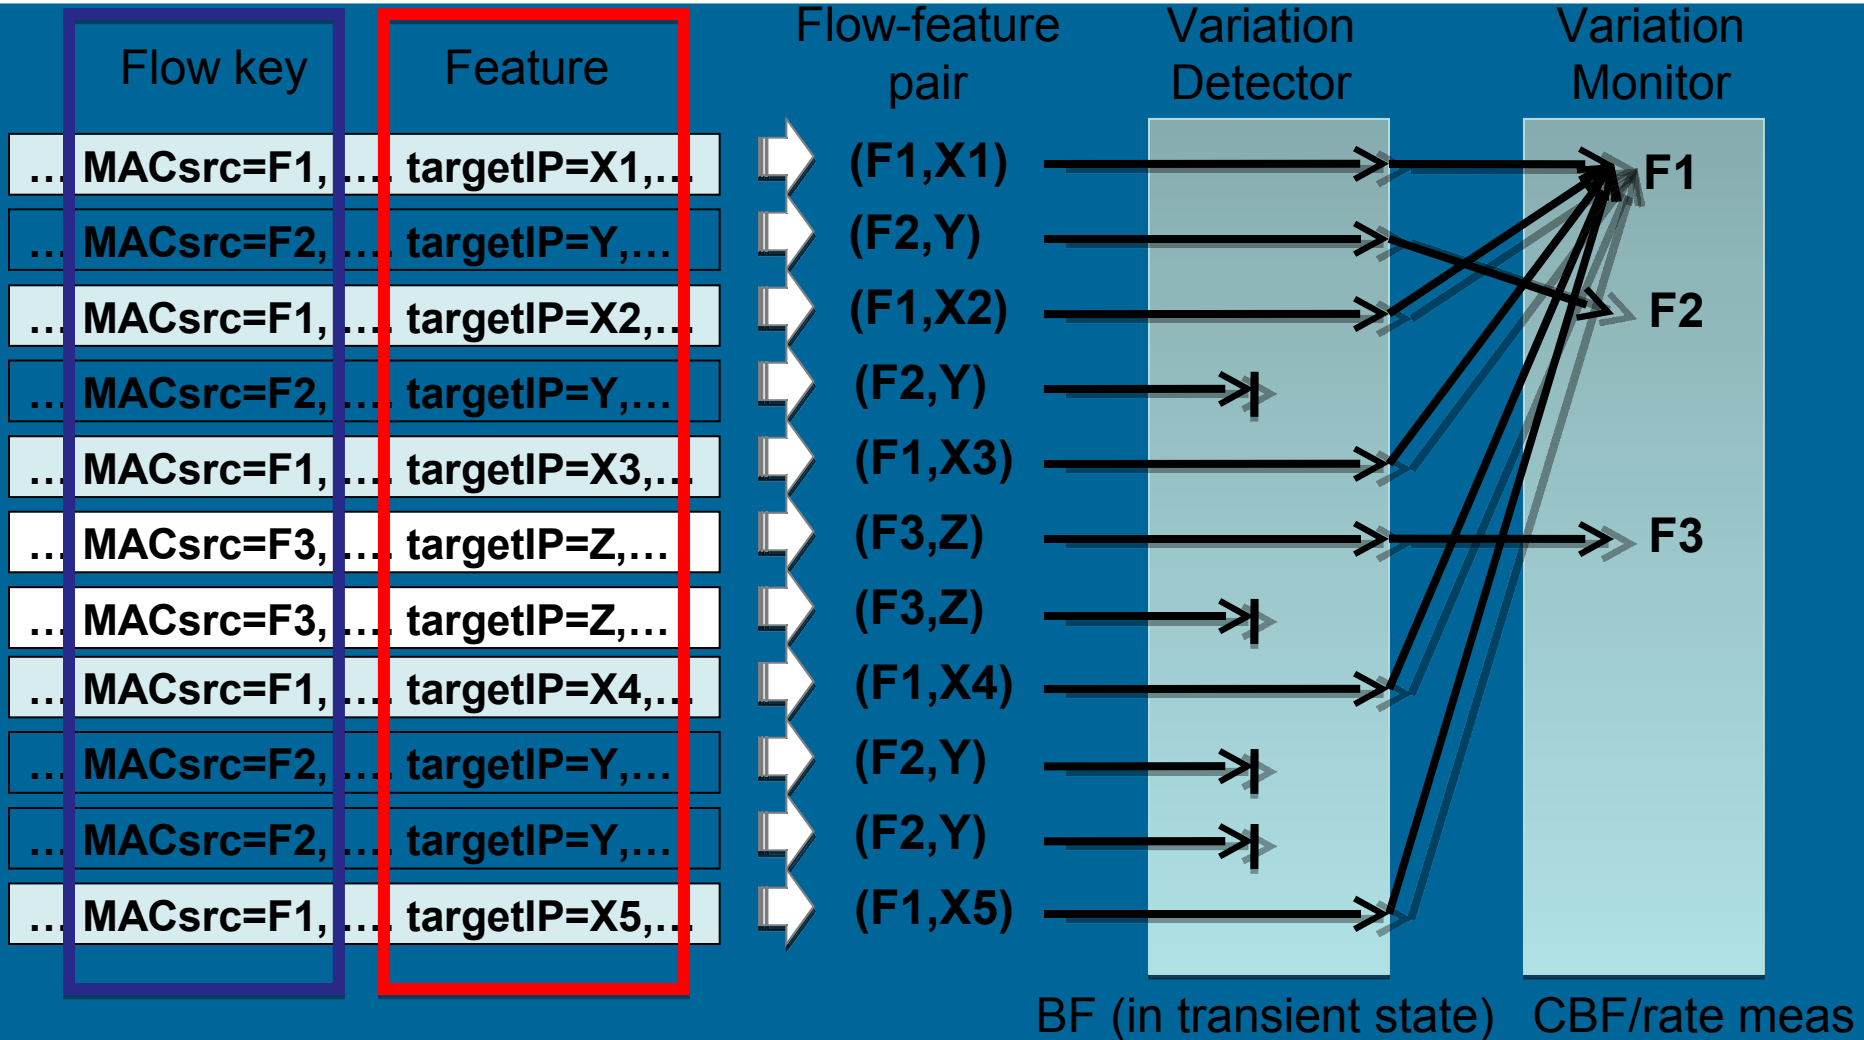 Flow key
Feature
Flow-feature
pair
Variation
Detector
Variation
Monitor
… MACsrc=F1, …. targetIP=X1,…
(F1,X1)
F1
… MACsrc=F2, …. targetIP=Y,…
(F2,Y)
… MACsrc=F1, …. targetIP=X2,…
(F1,X2)
F2
… MACsrc=F2, …. targetIP=Y,…
(F2,Y)
… MACsrc=F1, …. targetIP=X3,…
(F1,X3)
… MACsrc=F3, …. targetIP=Z,…
(F3,Z)
F3
… MACsrc=F3, …. targetIP=Z,…
(F3,Z)
… MACsrc=F1, …. targetIP=X4,…
(F1,X4)
… MACsrc=F2, …. targetIP=Y,…
(F2,Y)
… MACsrc=F2, …. targetIP=Y,…
(F2,Y)
… MACsrc=F1, …. targetIP=X5,…
(F1,X5)
BF (in transient state)
CBF/rate meas